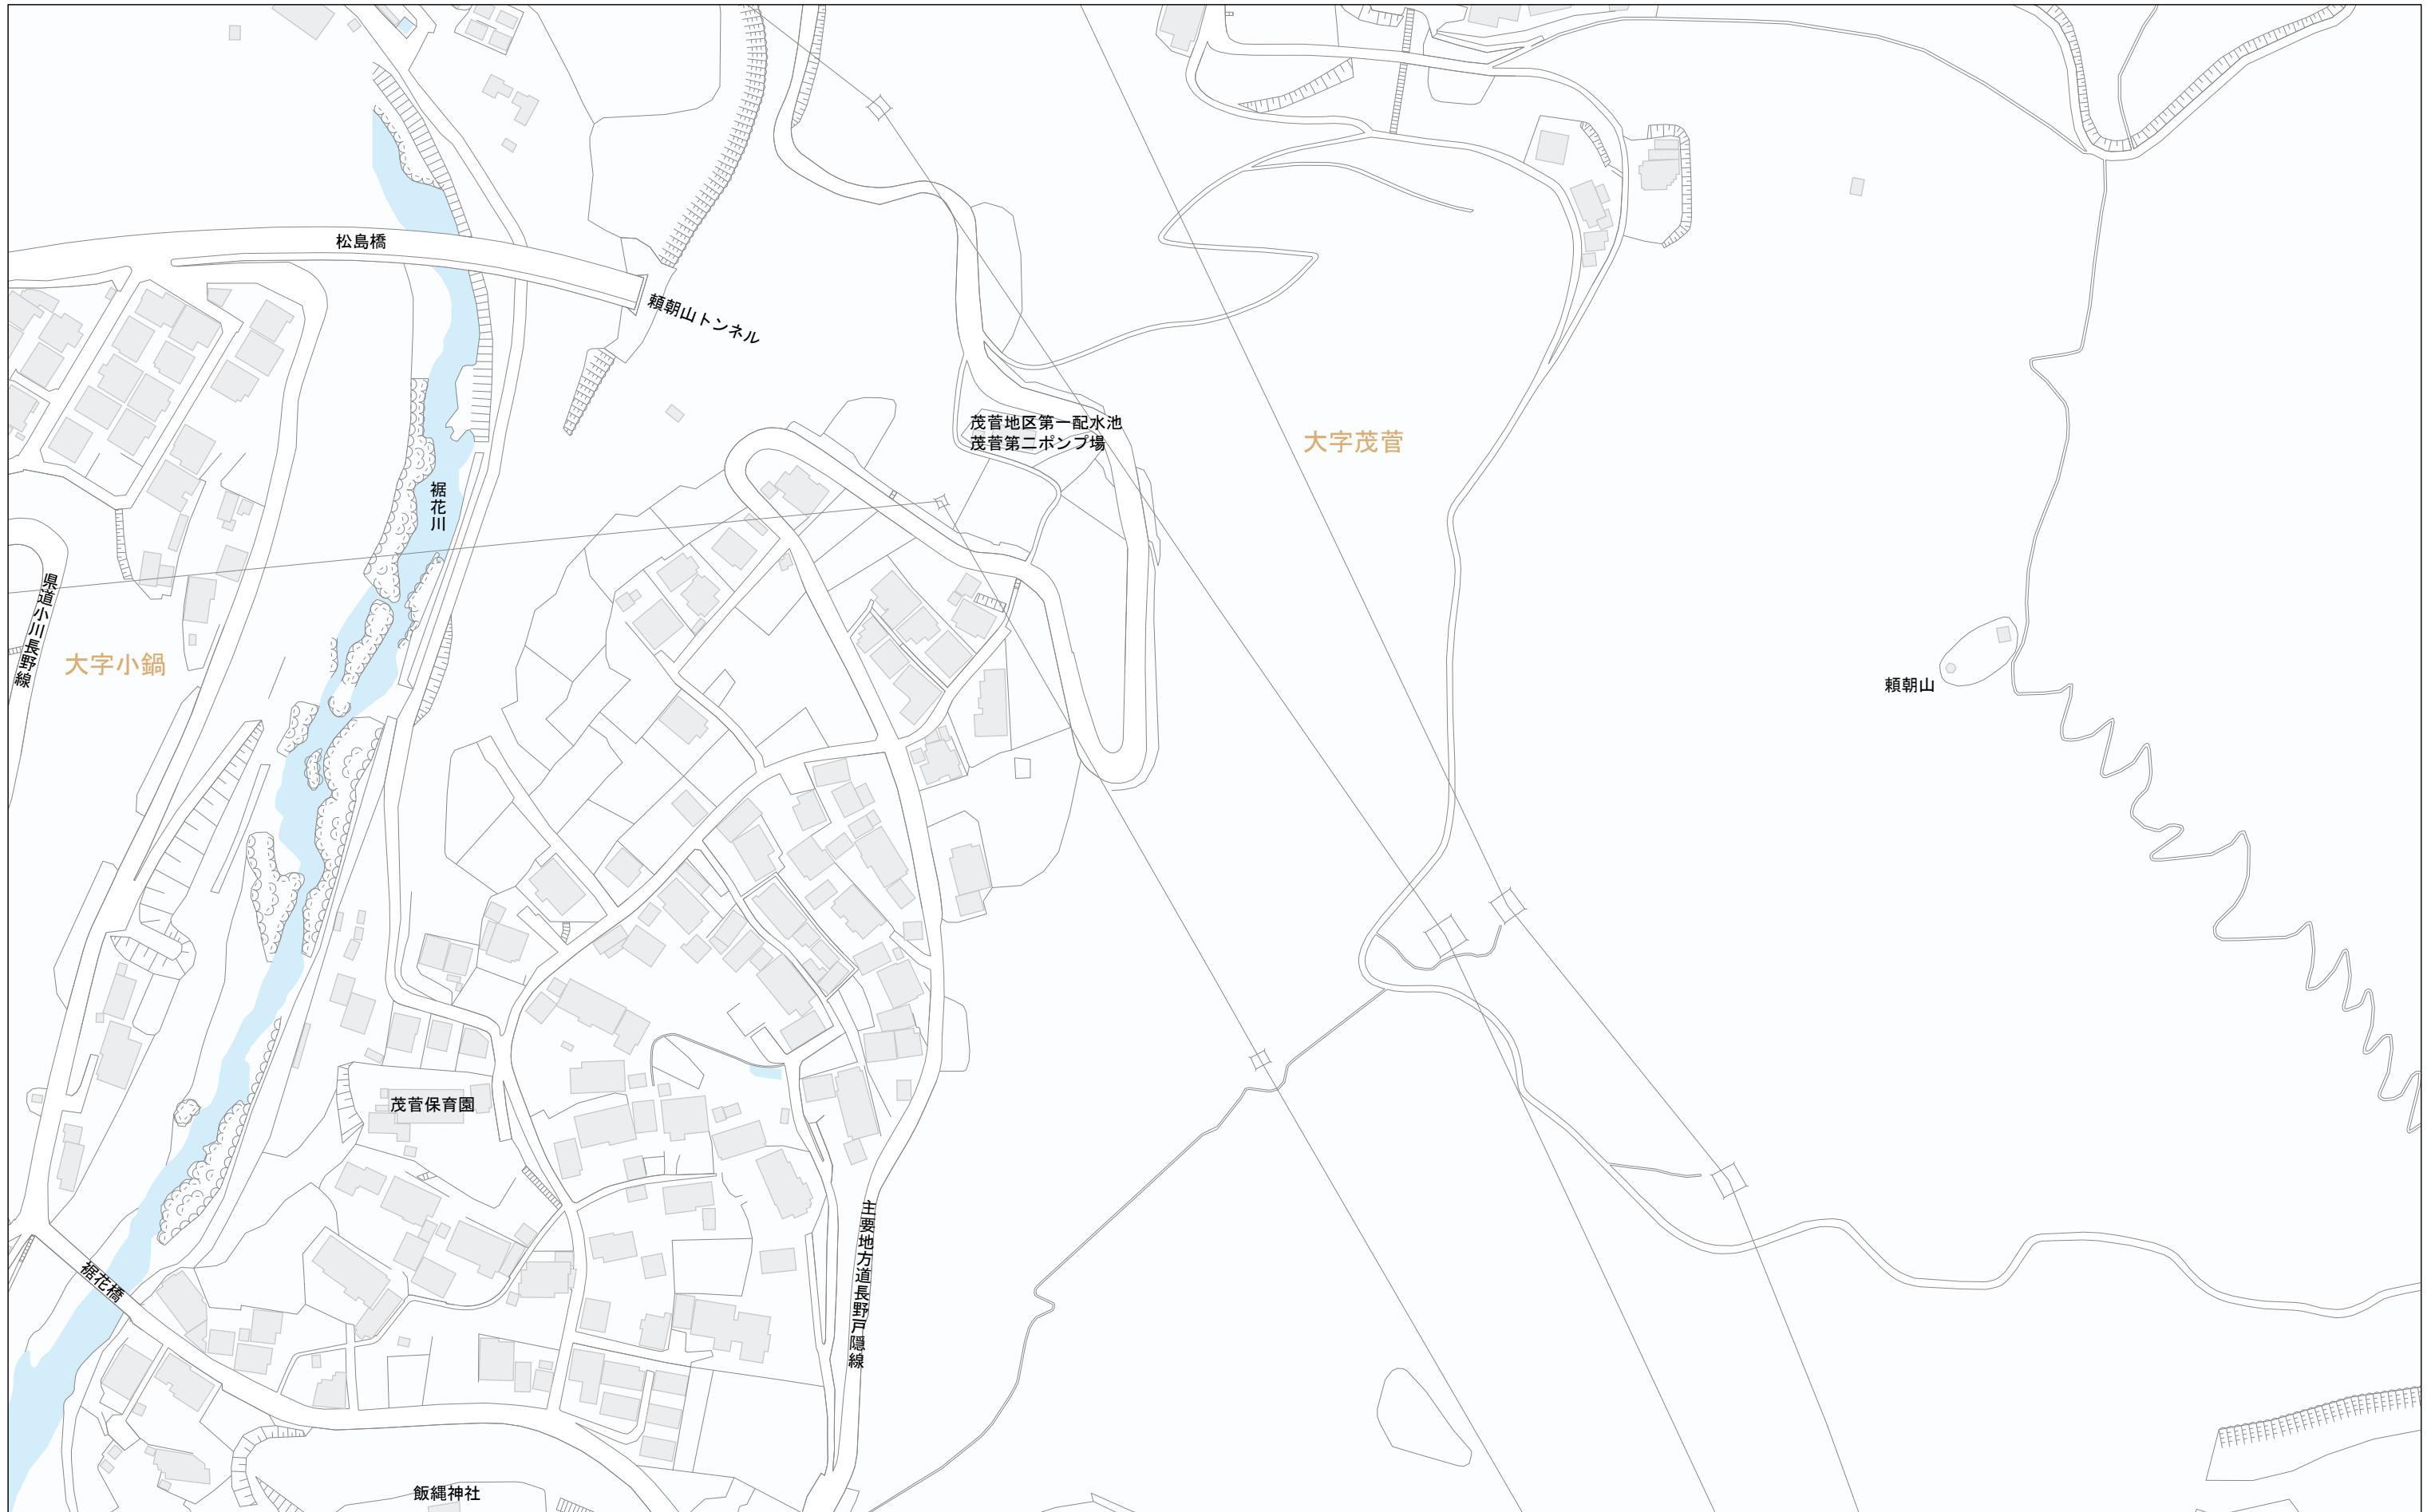 松島橋
頼朝山トンネル
茂菅地区第一配水池
茂菅第二ポンプ場
大字茂菅
裾花川
県道小川長野線
大字小鍋
頼朝山
茂菅保育園
主要地方道長野戸隠線
裾花橋
飯縄神社